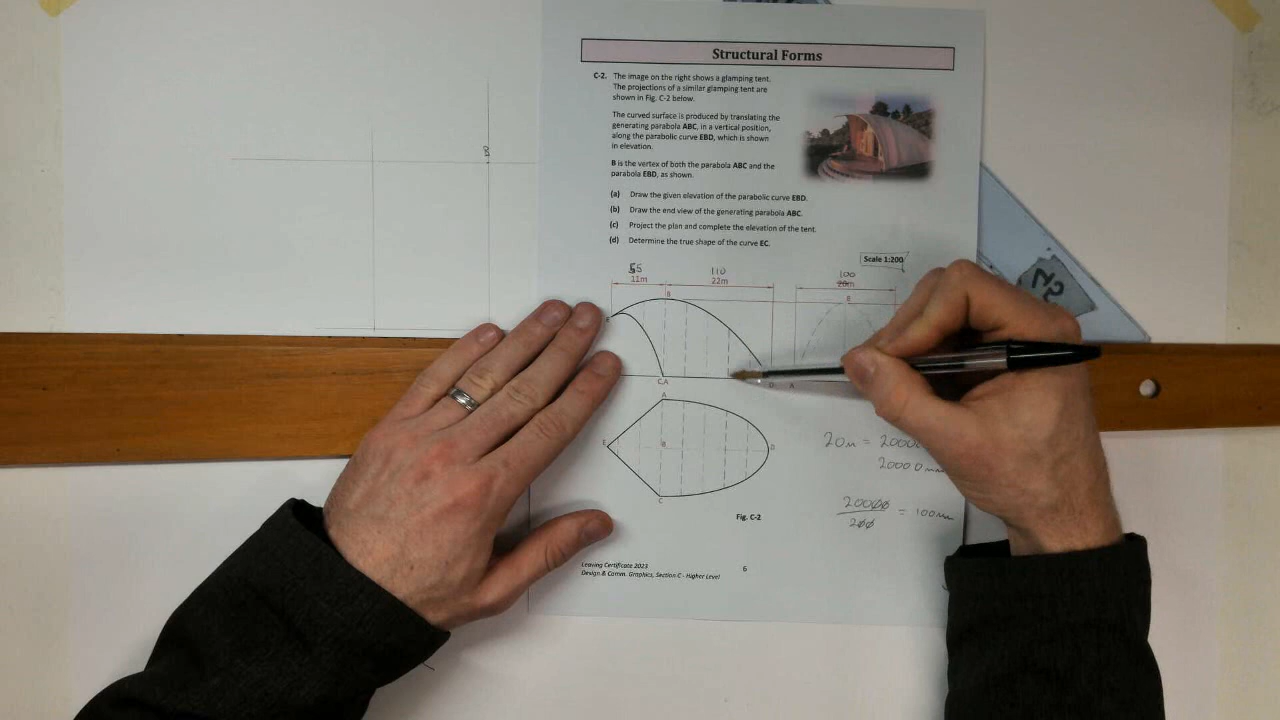 Structural Forms
C-2. The image on the right shows a glamping tent.
The projections of a similar glamping tent are
shown in Fig. C-2 below.
The curved surface is produced by translating the
generating parabola ABC, in a vertical position,
along the parabolic curve EBD, which is shown
in elevation.
B is the vertex of both the parabola ABC and the
parabola EBD, as shown.
(a) Draw the given elevation of the parabolic curve EBD.
(b) Draw the end view of the generating parabola ABC.
(c) Project the plan and complete the elevation of the tent.
(d) Determine the true shape of the curve EC.
Scale 1:200
55 110 100
11m 22m 20m
B B
C,A D A
A
E B D
C
20m =
20000mm
20000
200
= 100mm
Fig. C-2
6
Leaving Certificate 2023
Design & Comm. Graphics, Section C - Higher Level